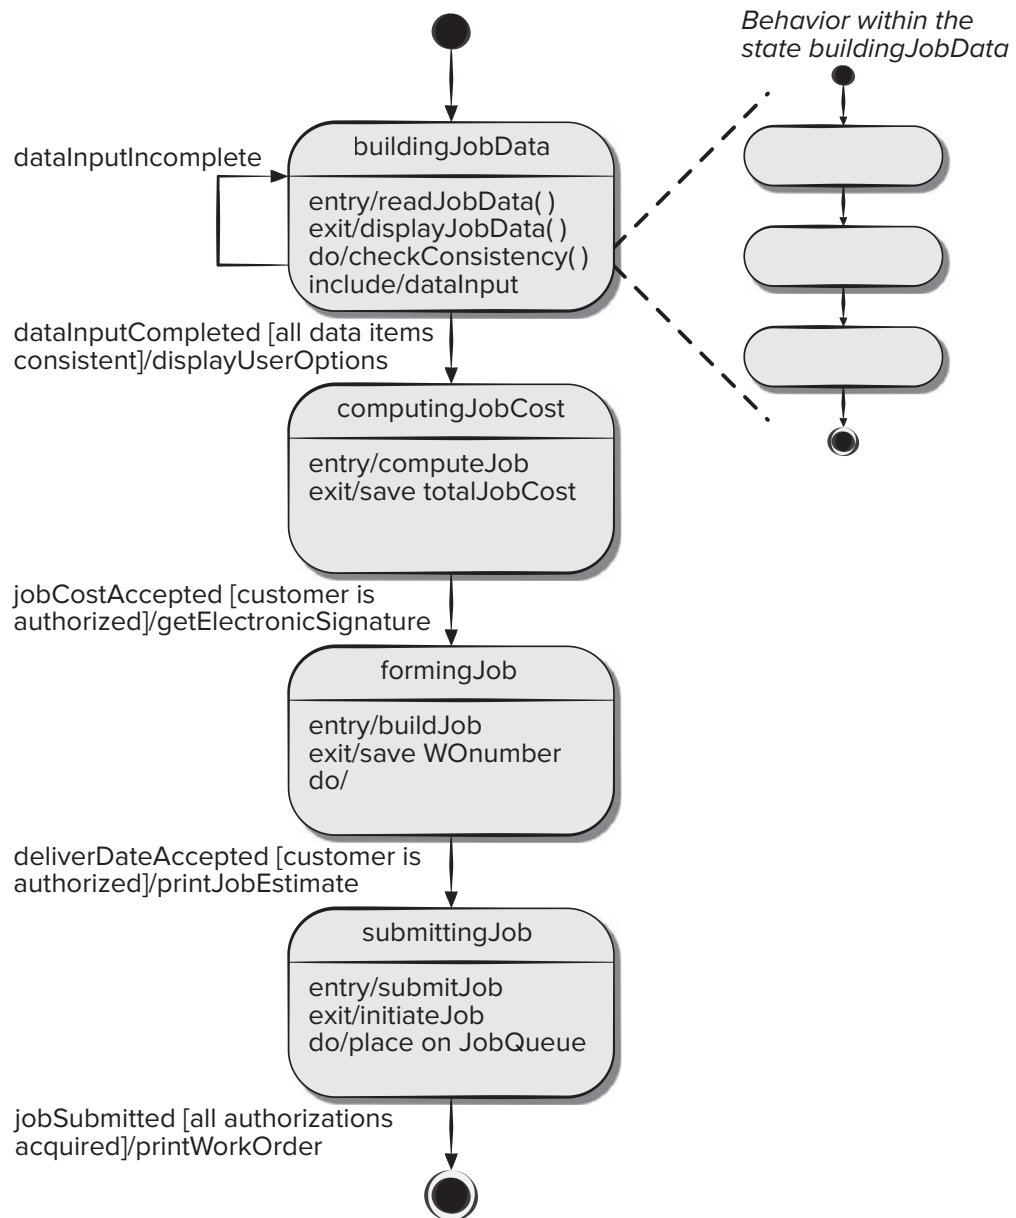 Behavior within the
state buildingJobData
dataInputIncomplete
buildingJobData
entry/readJobData( )
exit/displayJobData( )
do/checkConsistency( )
include/dataInput
dataInputCompleted [all data items
consistent]/displayUserOptions
computingJobCost
entry/computeJob
exit/save totalJobCost
jobCostAccepted [customer is
authorized]/getElectronicSignature
formingJob
entry/buildJob
exit/save WOnumber
do/
deliverDateAccepted [customer is
authorized]/printJobEstimate
submittingJob
entry/submitJob
exit/initiateJob
do/place on JobQueue
jobSubmitted [all authorizations
acquired]/printWorkOrder